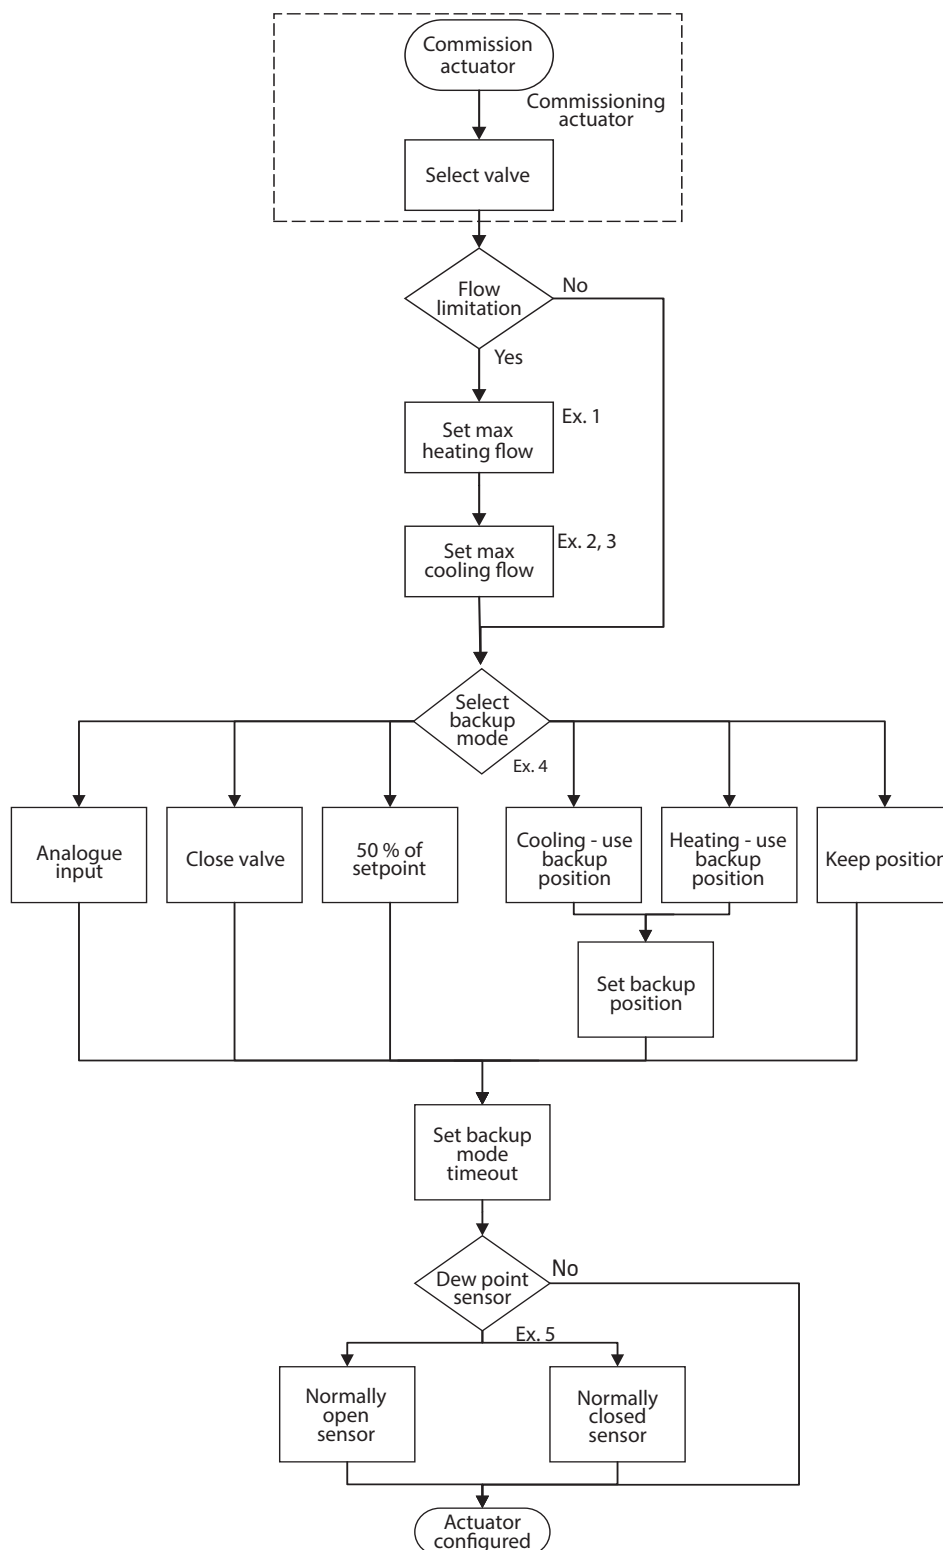 Commission
actuator
Commissioning
actuator
Select valve
Flow
limitation
No
Yes
Set max
heating flow
Ex. 1
Set max
cooling flow
Ex. 2, 3
Select
backup
mode
Ex. 4
Analogue
input
Close valve
50 % of
setpoint
Cooling - use
backup
position
Heating - use
backup
position
Keep position
Set backup
position
Set backup
mode
timeout
Dew point
sensor
No
Ex. 5
Normally
open
sensor
Normally
closed
sensor
Actuator
configured